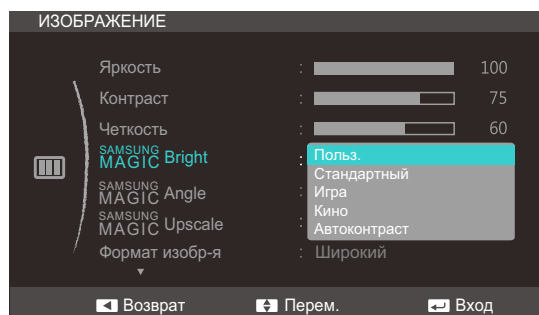 ИЗОБРАЖЕНИЕ
Яркость : 100
Контраст : 75
Четкость : 60
SAMSUNG MAGIC Bright :
Польз.
Стандартный
Игра
Кино
Автоконтраст
SAMSUNG MAGIC Angle :
SAMSUNG MAGIC Upscale :
Формат изобр-я : Широкий
Возврат Перем. Вход